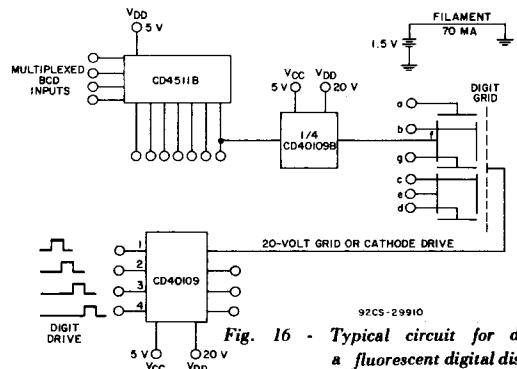 VDD
5 V
CD4511B
MULTIPLEXED
BCD
INPUTS
VCC
5 V
VDD
20 V
1/4
CD40109B
FILAMENT
70 MA
1.5 V
DIGIT
GRID
a
b
f
g
c
e
d
20-VOLT GRID OR CATHODE DRIVE
1
2
3
4
CD40109
DIGIT
DRIVE
5 V
VCC
20 V
VDD
92CS-29910
Fig. 16 - Typical circuit for d
a fluorescent digital dis